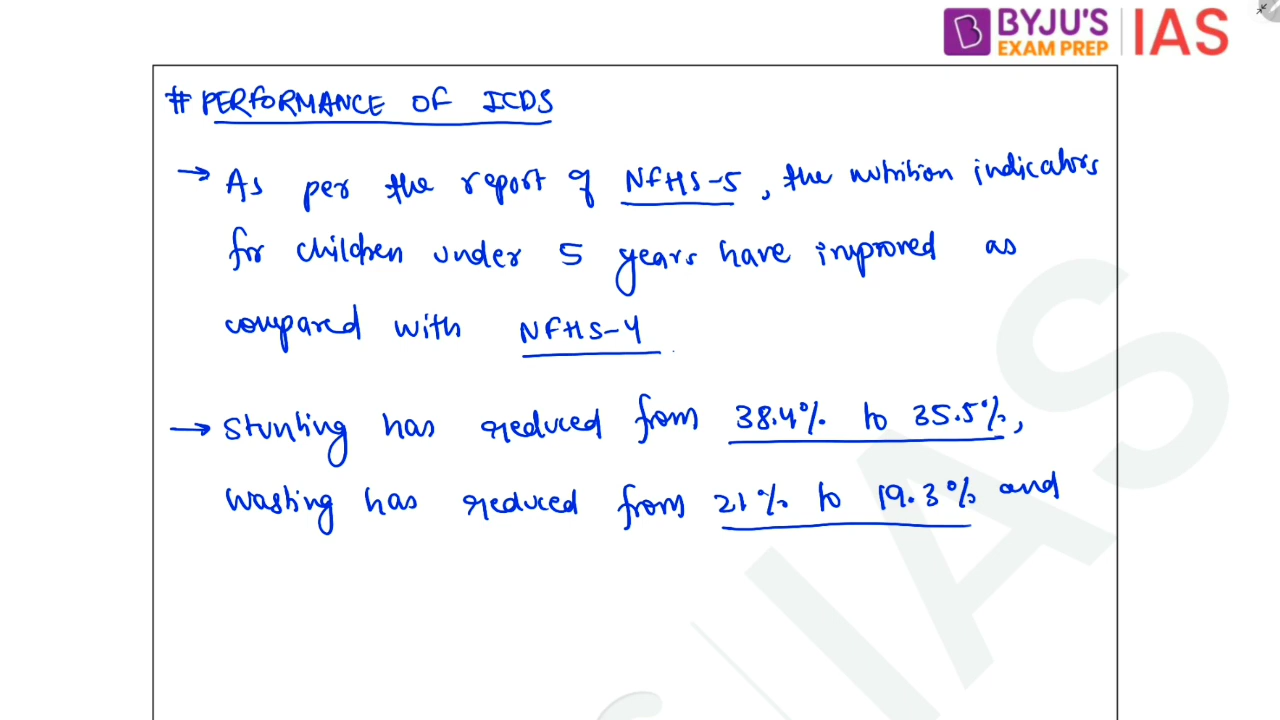 BYJU'S
EXAM PREP
IAS
# PERFORMANCE OF ICDS
→ As per the report of NFHS-5, the nutrition indicators
for children under 5 years have improved as
compared with NFHS-4
→ Stunting has reduced from 38.4% to 35.5%,
wasting has reduced from 21% to 19.3% and
IAS